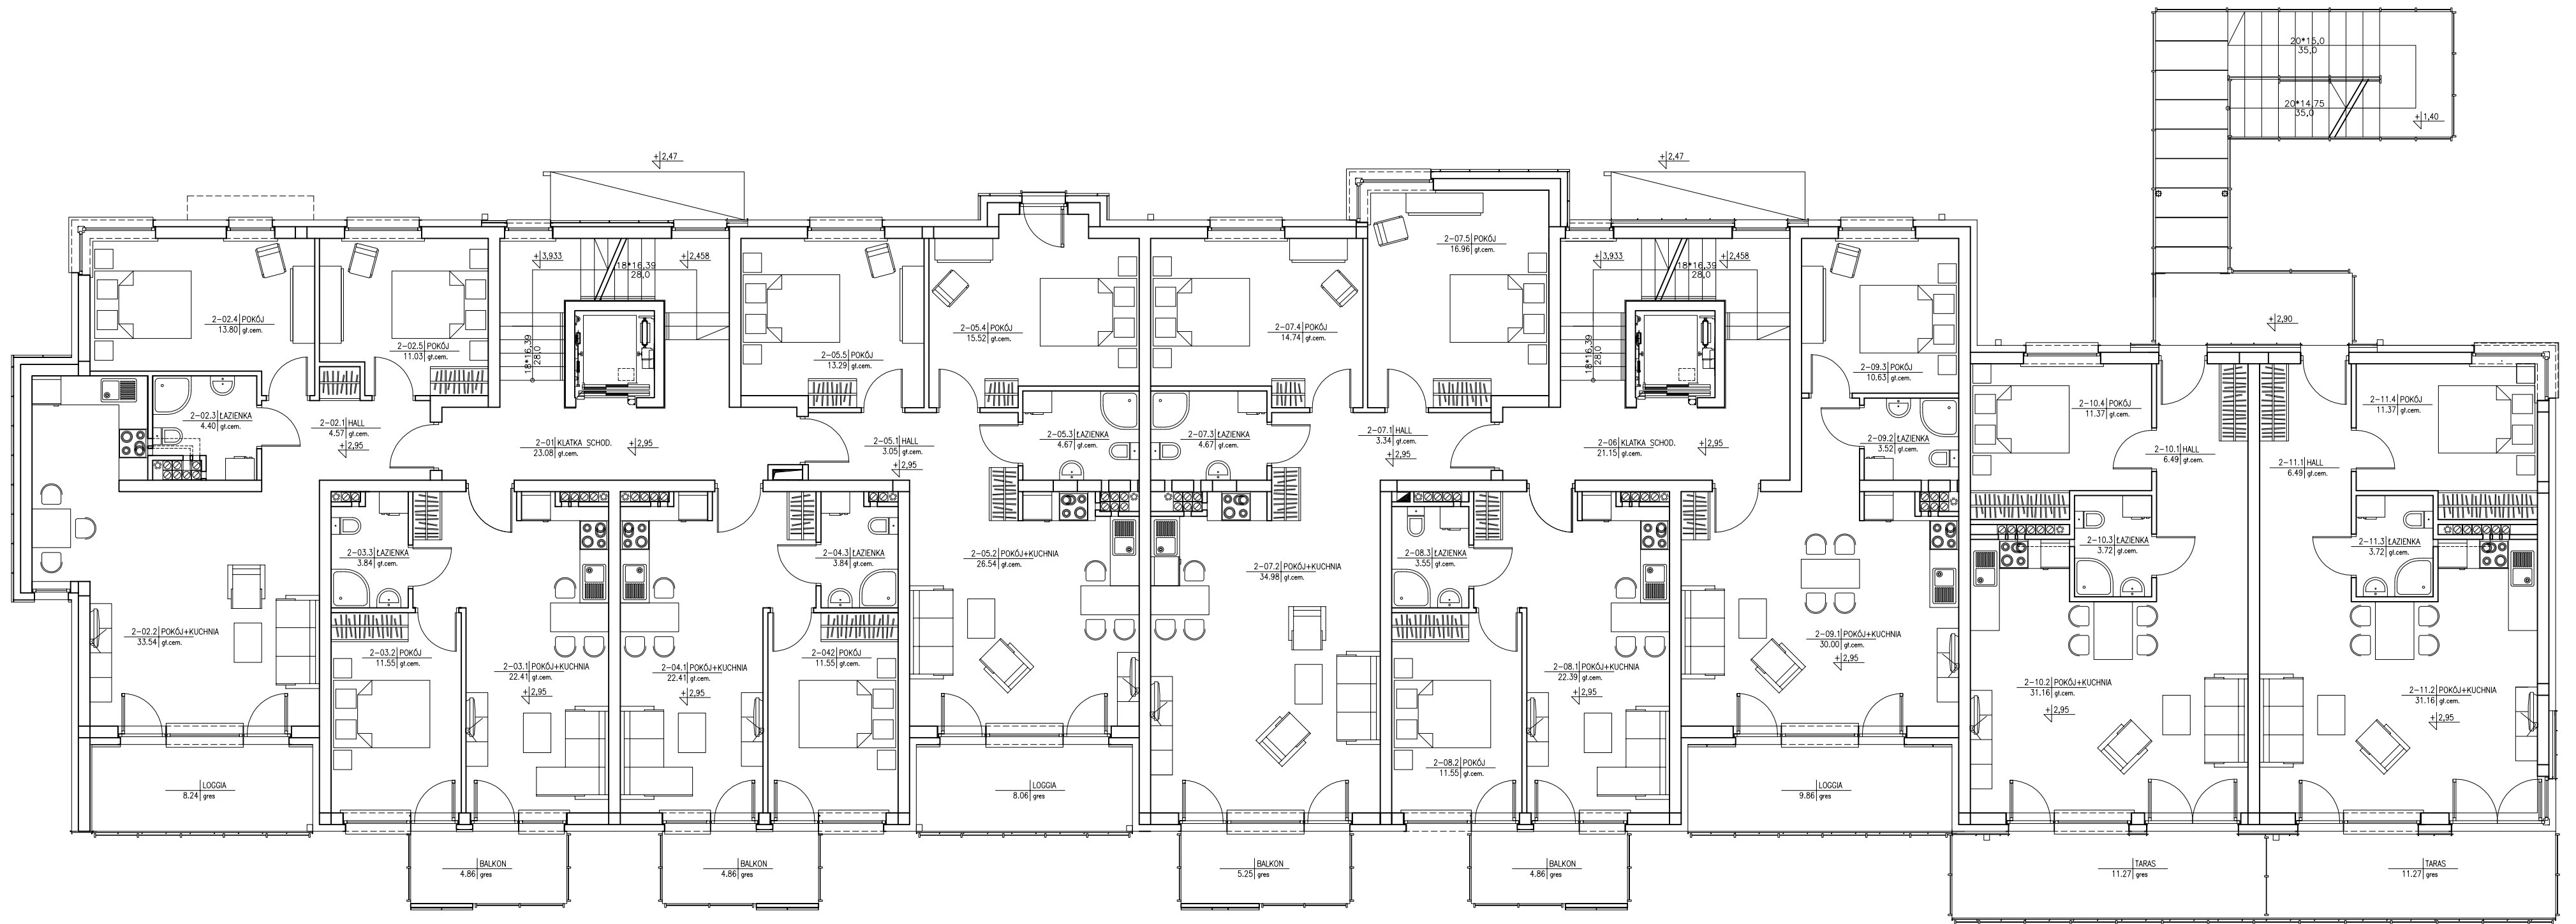 20*15,0
35,0
20*14,75
35,0
+1,40
+2,47
+2,47
+3,933
18*16,39
28,0
+2,458
18*16,39
28,0
+3,933
18*16,39
28,0
+2,458
18*16,39
28,0
+2,90
2-02.4 POKÓJ
13.80 gt.cem.
2-02.5 POKÓJ
11.03 gt.cem.
2-05.5 POKÓJ
13.29 gt.cem.
2-05.4 POKÓJ
15.52 gt.cem.
2-07.4 POKÓJ
14.74 gt.cem.
2-07.5 POKÓJ
16.96 gt.cem.
2-09.3 POKÓJ
10.63 gt.cem.
2-10.4 POKÓJ
11.37 gt.cem.
2-11.4 POKÓJ
11.37 gt.cem.
2-02.3 ŁAZIENKA
4.40 gt.cem.
2-02.1 HALL
4.57 gt.cem.
+2,95
2-01 KLATKA SCHOD.
23.08 gt.cem.
+2,95
2-05.1 HALL
3.05 gt.cem.
+2,95
2-05.3 ŁAZIENKA
4.67 gt.cem.
2-07.3 ŁAZIENKA
4.67 gt.cem.
2-07.1 HALL
3.34 gt.cem.
+2,95
2-06 KLATKA SCHOD.
21.15 gt.cem.
+2,95
2-09.2 ŁAZIENKA
3.52 gt.cem.
2-10.1 HALL
6.49 gt.cem.
2-11.1 HALL
6.49 gt.cem.
2-03.3 ŁAZIENKA
3.84 gt.cem.
2-04.3 ŁAZIENKA
3.84 gt.cem.
2-05.2 POKÓJ+KUCHNIA
26.54 gt.cem.
2-07.2 POKÓJ+KUCHNIA
34.98 gt.cem.
2-08.3 ŁAZIENKA
3.55 gt.cem.
2-10.3 ŁAZIENKA
3.72 gt.cem.
2-11.3 ŁAZIENKA
3.72 gt.cem.
2-02.2 POKÓJ+KUCHNIA
33.54 gt.cem.
2-03.2 POKÓJ
11.55 gt.cem.
2-03.1 POKÓJ+KUCHNIA
22.41 gt.cem.
+2,95
2-04.1 POKÓJ+KUCHNIA
22.41 gt.cem.
+2,95
2-042 POKÓJ
11.55 gt.cem.
2-08.1 POKÓJ+KUCHNIA
22.39 gt.cem.
+2,95
2-09.1 POKÓJ+KUCHNIA
30.00 gt.cem.
+2,95
2-10.2 POKÓJ+KUCHNIA
31.16 gt.cem.
+2,95
2-11.2 POKÓJ+KUCHNIA
31.16 gt.cem.
+2,95
2-08.2 POKÓJ
11.55 gt.cem.
LOGGIA
8.24 gres
LOGGIA
8.06 gres
LOGGIA
9.86 gres
BALKON
4.86 gres
BALKON
4.86 gres
BALKON
5.25 gres
BALKON
4.86 gres
TARAS
11.27 gres
TARAS
11.27 gres